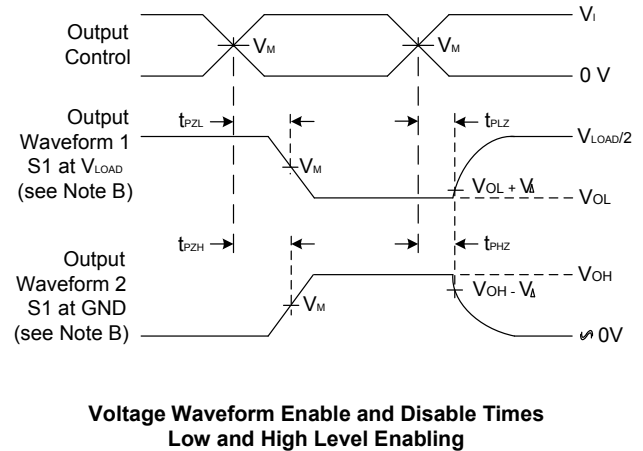 Output
Control
VM
VM
VI
0 V
Output
Waveform 1
S1 at VLOAD
(see Note B)
tPZL
VM
tPLZ
VLOAD/2
VOL + VΔ
VOL
Output
Waveform 2
S1 at GND
(see Note B)
tPZH
VM
tPHZ
VOH
VOH - VΔ
∽ 0V
Voltage Waveform Enable and Disable Times
Low and High Level Enabling